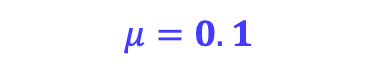 μ = 0.1